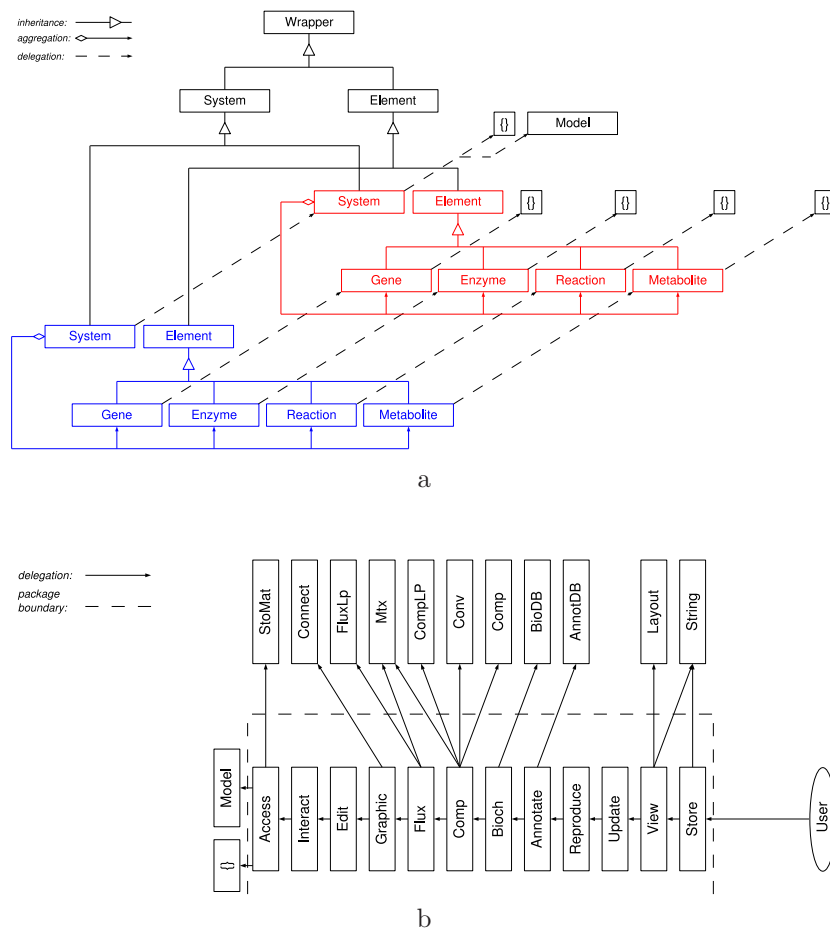 inheritance:
aggregation:
delegation:
Wrapper
System
Element
{}
Model
System
Element
{}
{}
{}
{}
Gene
Enzyme
Reaction
Metabolite
System
Element
Gene
Enzyme
Reaction
Metabolite
a
delegation:
package
boundary:
StoMat
Connect
FluxLp
Mtx
CompLP
Conv
Comp
BioDB
AnnotDB
Layout
String
Model
{}
Access
Interact
Edit
Graphic
Flux
Comp
Bioch
Annotate
Reproduce
Update
View
Store
User
b